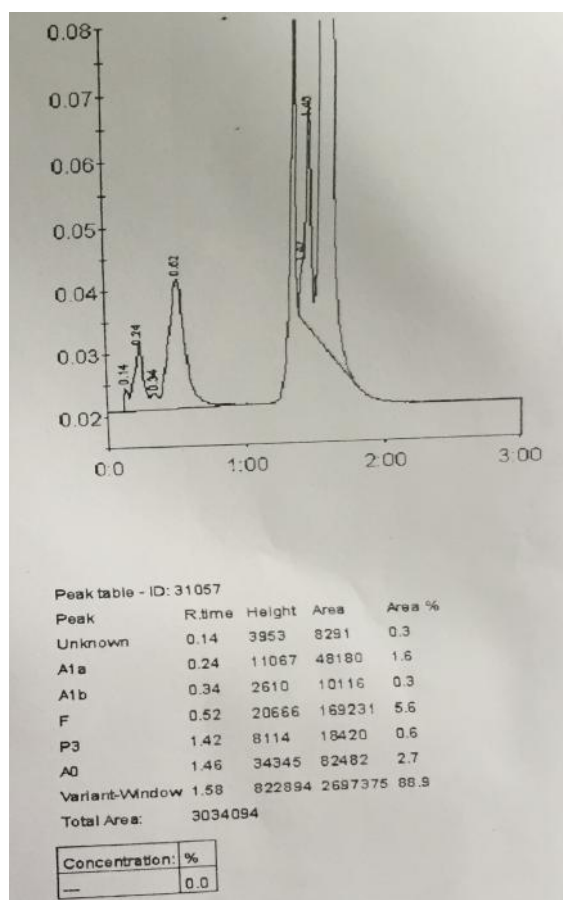 0.08
0.07
1.46
0.06
0.05
1.42
0.04
0.52
0.03
0.24
0.14
0.34
0.02
0:0 1:00 2:00 3:00
Peak table - ID: 31057
Peak R.time Height Area Area %
Unknown 0.14 3953 8291 0.3
A1a 0.24 11067 48180 1.6
A1b 0.34 2610 10116 0.3
F 0.52 20666 169231 5.6
P3 1.42 8114 18420 0.6
A0 1.46 34345 82482 2.7
Variant-Window 1.58 822894 2697375 88.9
Total Area: 3034094
Concentration: %
— 0.0